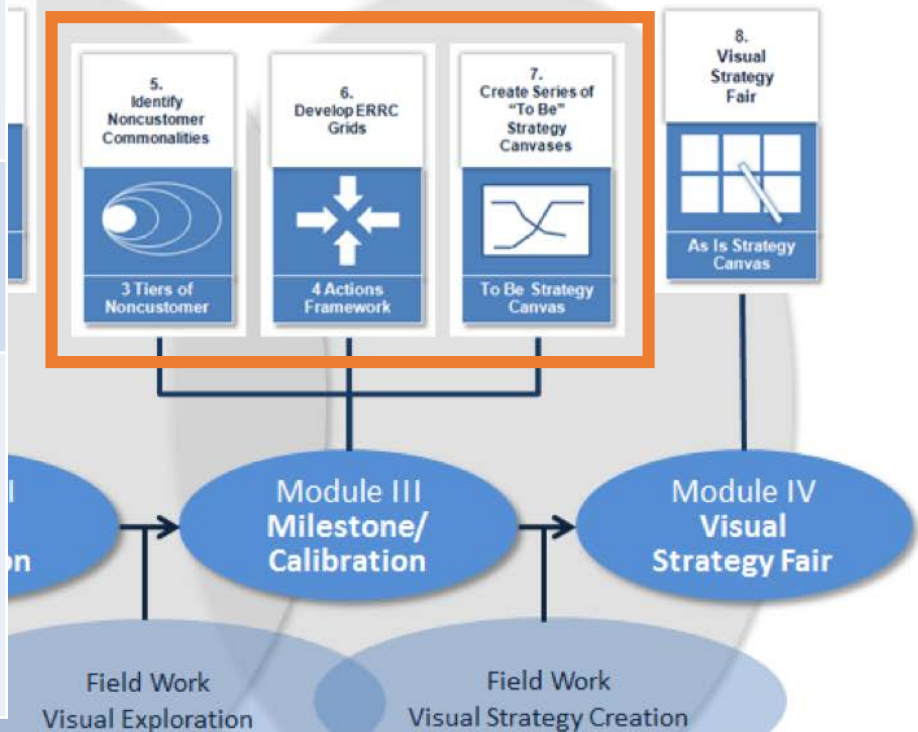 5.
Identify
Noncustomer
Commonalities
3 Tiers of
Noncustomer
6.
Develop ERRC
Grids
4 Actions
Framework
7.
Create Series of
"To Be"
Strategy
Canvases
To Be Strategy
Canvas
8.
Visual
Strategy
Fair
As Is Strategy
Canvas
I
on
Module III
Milestone/
Calibration
Module IV
Visual
Strategy Fair
Field Work
Visual Exploration
Field Work
Visual Strategy Creation